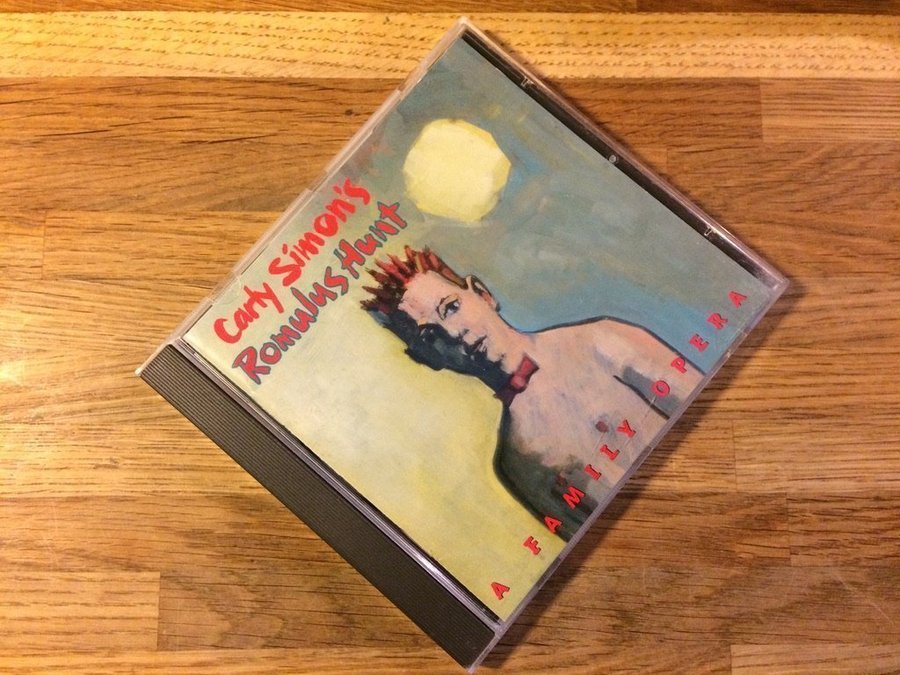 Carly Simon's
Romulus Hunt
A FAMILY OPERA